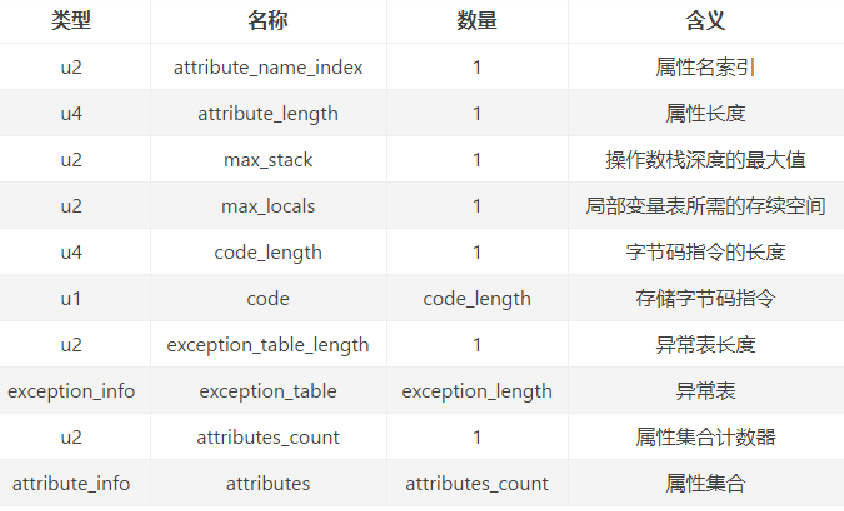 类型 名称 数量 含义
u2 attribute_name_index 1 属性名索引
u4 attribute_length 1 属性长度
u2 max_stack 1 操作数栈深度的最大值
u2 max_locals 1 局部变量表所需的存续空间
u4 code_length 1 字节码指令的长度
u1 code code_length 存储字节码指令
u2 exception_table_length 1 异常表长度
exception_info exception_table exception_length 异常表
u2 attributes_count 1 属性集合计数器
attribute_info attributes attributes_count 属性集合